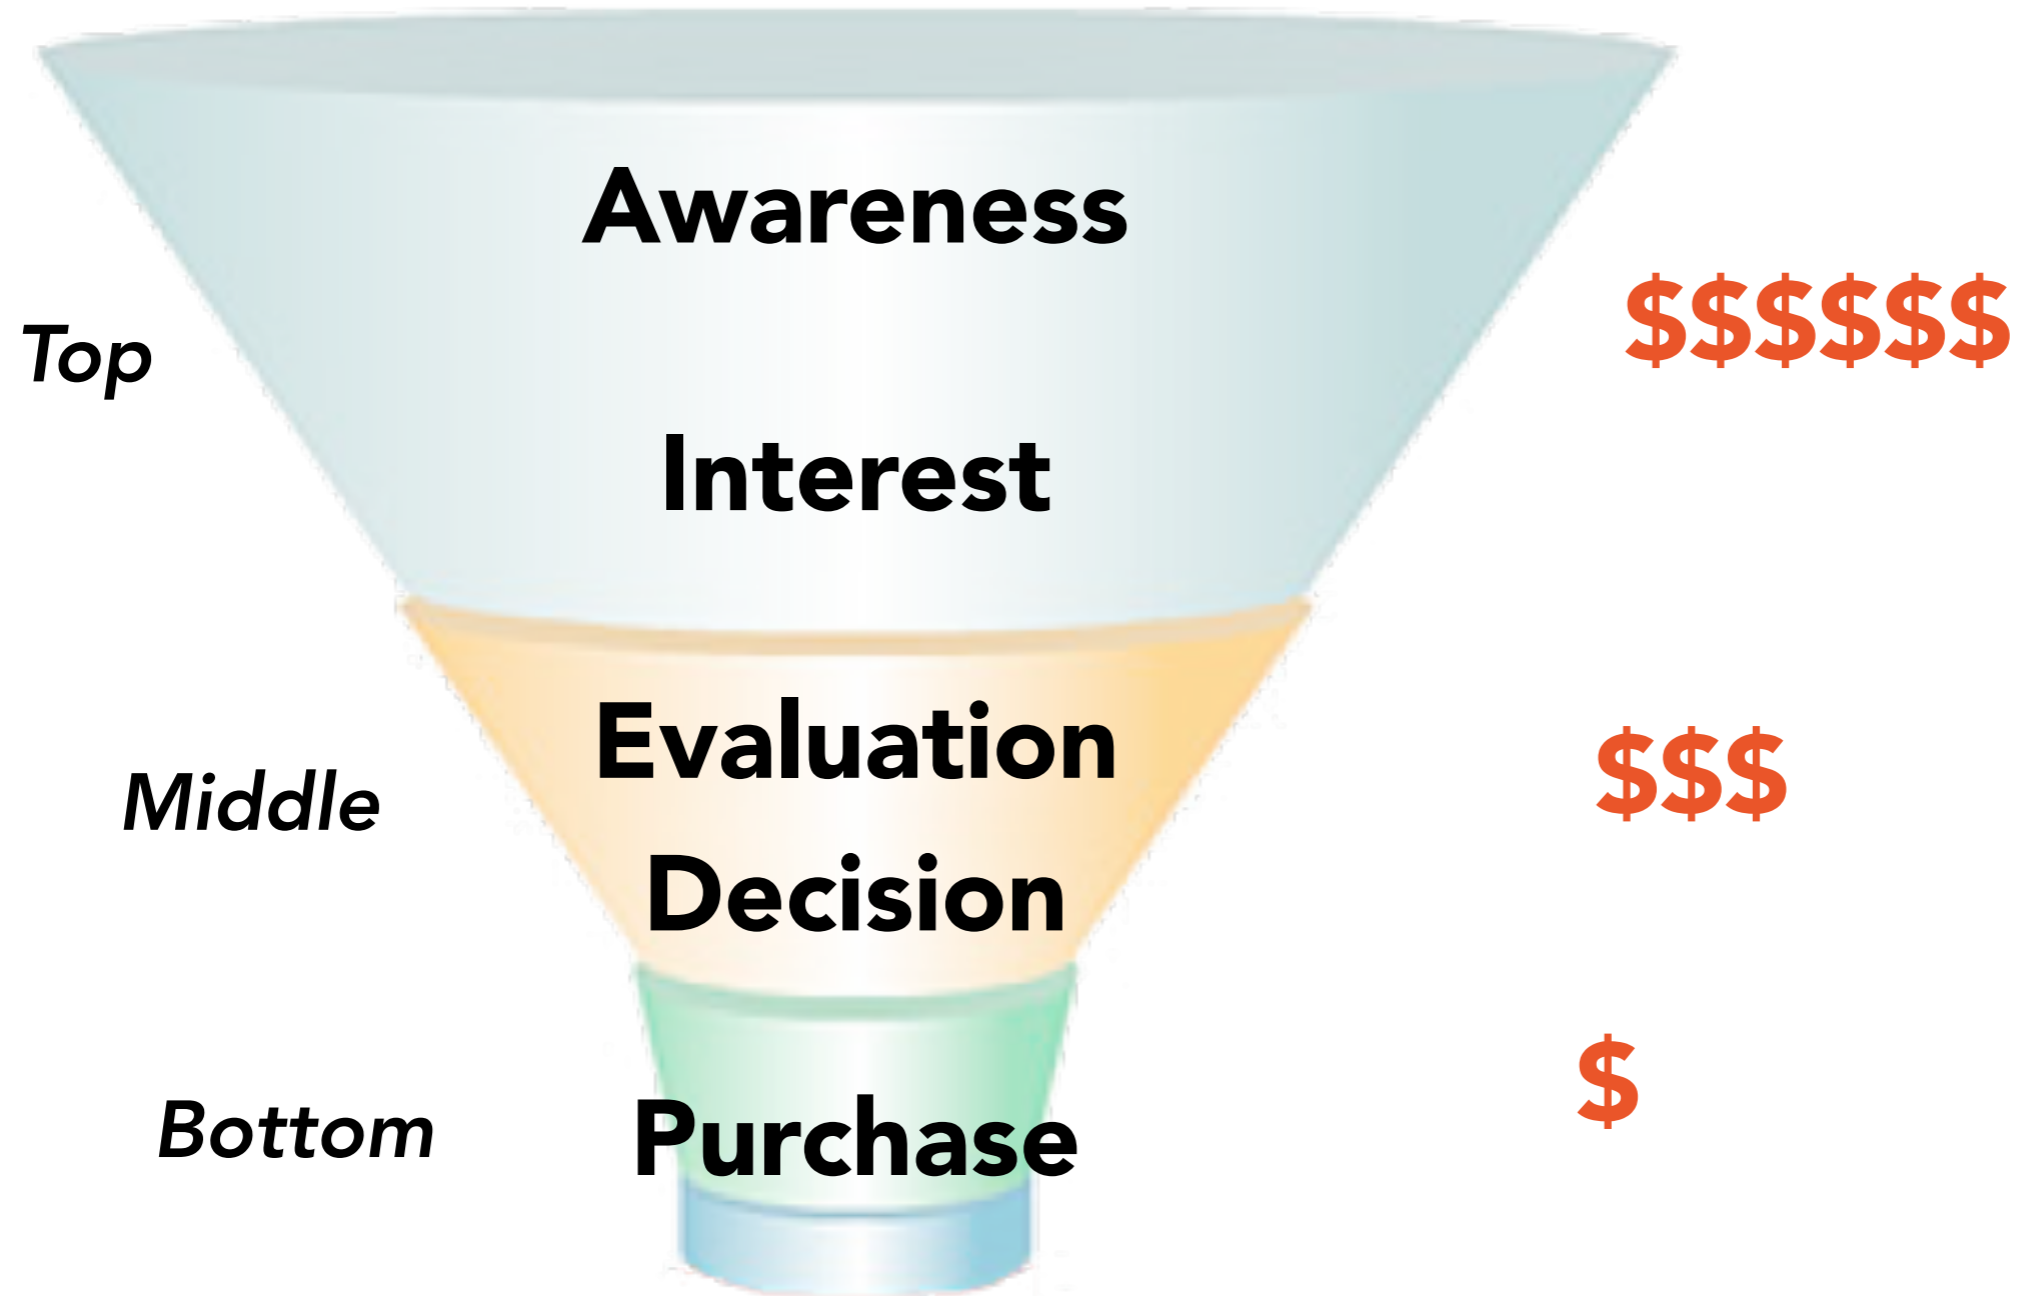 Awareness
Top
$$$$$$
Interest
Evaluation
Middle
$$$
Decision
Bottom
Purchase
$